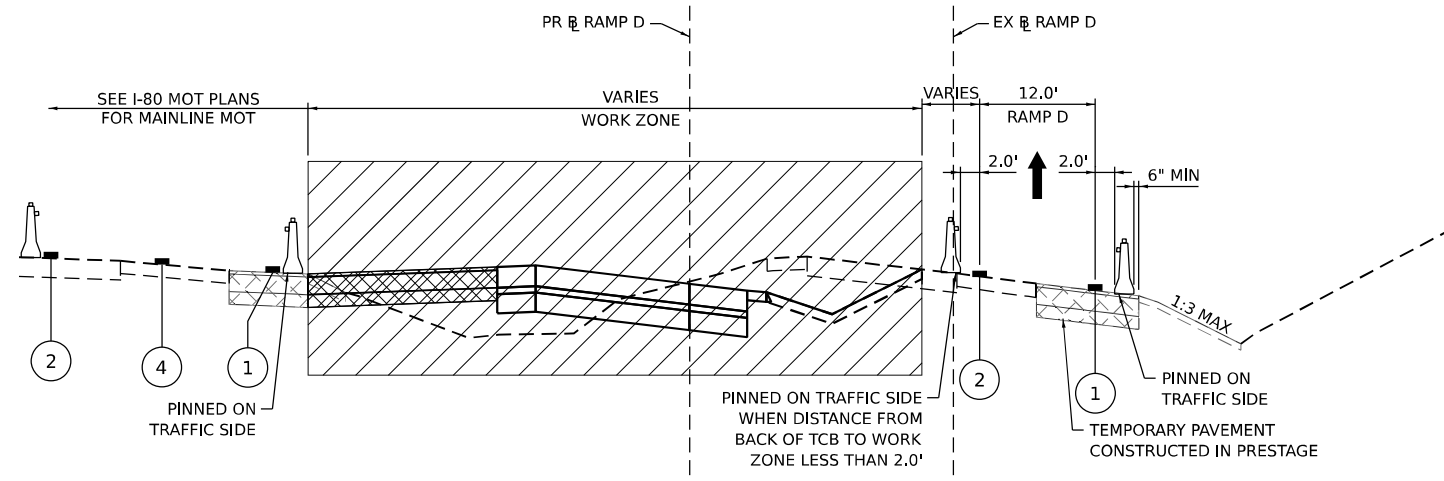 PR ℄ RAMP D
EX ℄ RAMP D
SEE I-80 MOT PLANS
FOR MAINLINE MOT
VARIES
WORK ZONE
VARIES
12.0'
RAMP D
2.0'
2.0'
6" MIN
1:3 MAX
2
4
1
2
1
PINNED ON
TRAFFIC SIDE
PINNED ON TRAFFIC SIDE
WHEN DISTANCE FROM
BACK OF TCB TO WORK
ZONE LESS THAN 2.0'
PINNED ON
TRAFFIC SIDE
TEMPORARY PAVEMENT
CONSTRUCTED IN PRESTAGE